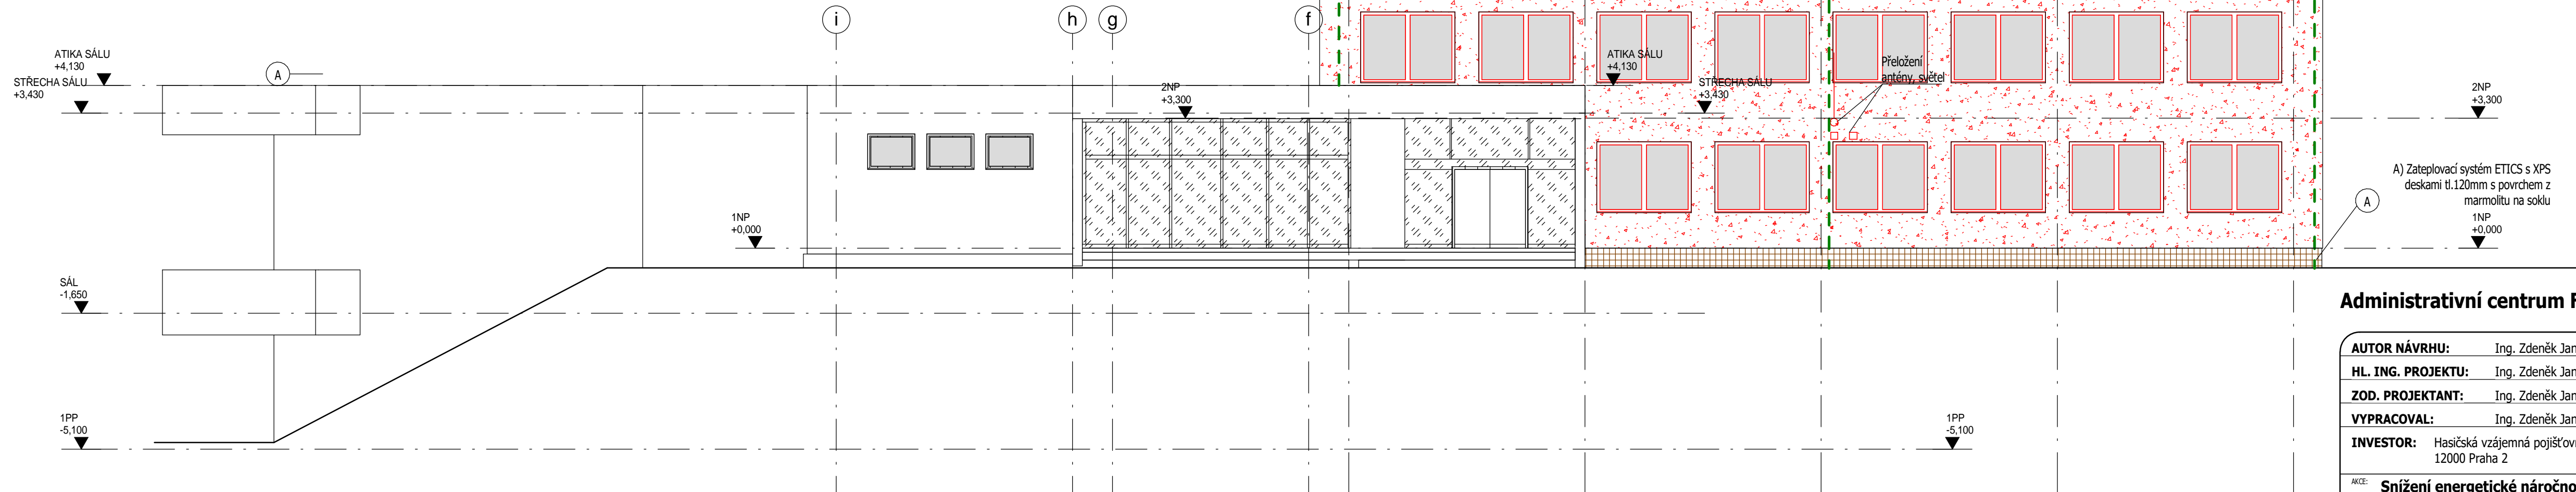 i
h
g
f
ATIKA SÁLU
+4,130
STŘECHA SÁLU
+3,430
A
2NP
+3,300
ATIKA SÁLU
+4,130
STŘECHA SÁLU
+3,430
Přeložení
antény, světel
2NP
+3,300
A) Zateplovací systém ETICS s XPS
deskami tl.120mm s povrchem z
marmolitu na soklu
A
1NP
+0,000
1NP
+0,000
SÁL
-1,650
1PP
-5,100
1PP
-5,100
Administrativní centrum
AUTOR NÁVRHU: Ing. Zdeněk Jan
HL. ING. PROJEKTU: Ing. Zdeněk Jan
ZOD. PROJEKTANT: Ing. Zdeněk Jan
VYPRACOVAL: Ing. Zdeněk Jan
INVESTOR: Hasičská vzájemná pojišťov
12000 Praha 2
AKCE: Snížení energetické náročno